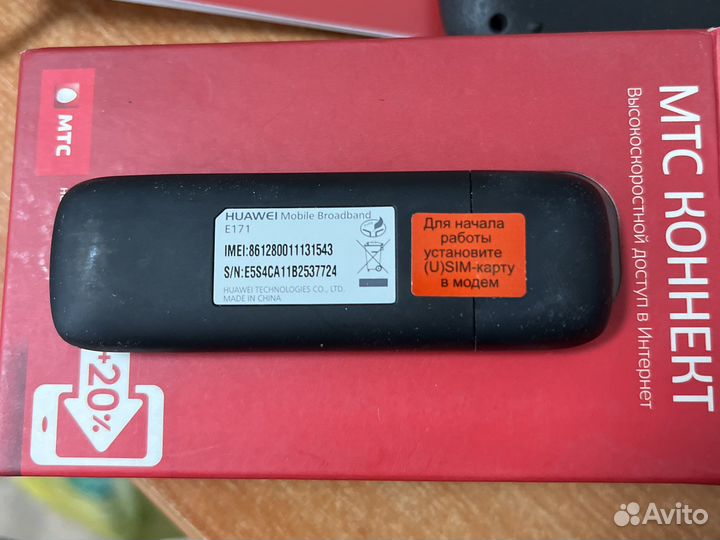 МТС
HUAWEI Mobile Broadband
E171
IMEI:861280011131543
S/N:E5S4CA11B2537724
HUAWEI TECHNOLOGIES CO., LTD.
MADE IN CHINA
Для начала
работы
установите
(U)SIM-карту
в модем
МТС КОННЕКТ
Высокоскоростной доступ в Интернет
+20%
Avito